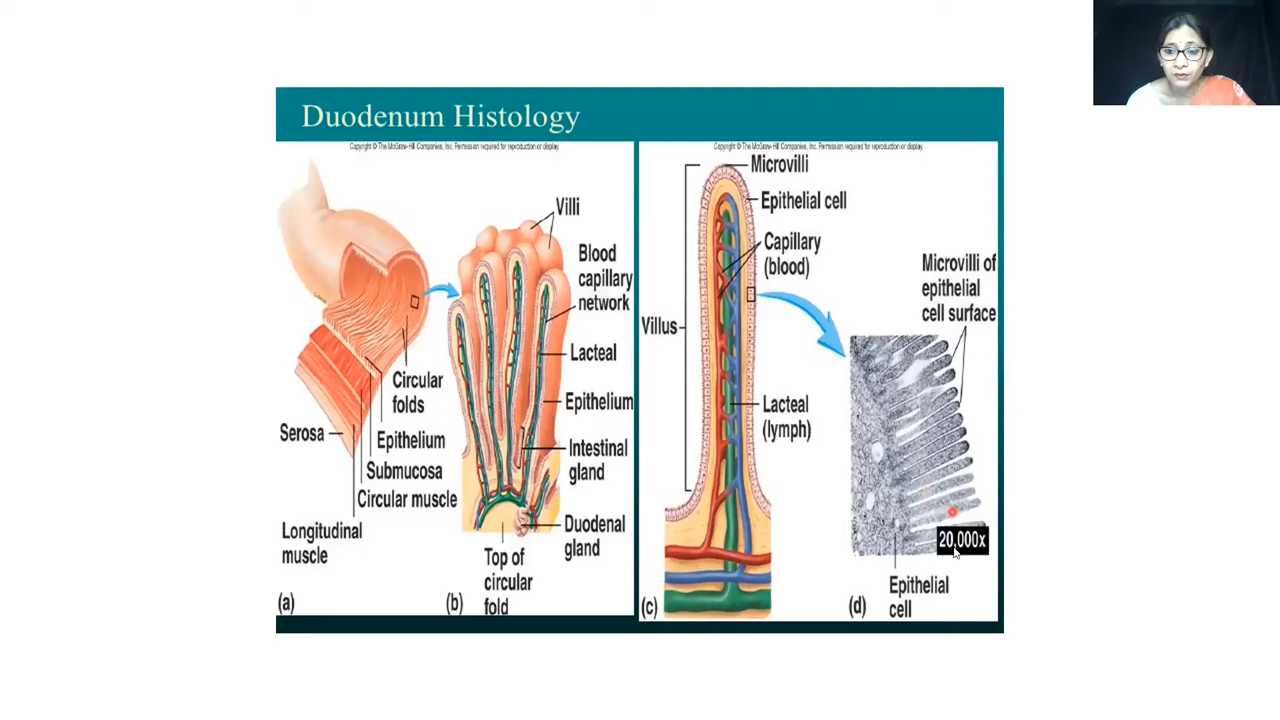 Duodenum Histology
Copyright © The McGraw-Hill Companies, Inc. Permission required for reproduction or display.
Villi
Blood
capillary
network
Lacteal
Circular
folds
Epithelium
Serosa
Epithelium
Intestinal
gland
Submucosa
Circular muscle
Longitudinal
muscle
Duodenal
gland
Top of
circular
fold
(a)
(b)
Copyright © The McGraw-Hill Companies, Inc. Permission required for reproduction or display.
Microvilli
Epithelial cell
Capillary
(blood)
Microvilli of
epithelial
cell surface
Villus
Lacteal
(lymph)
20,000x
Epithelial
cell
(c)
(d)